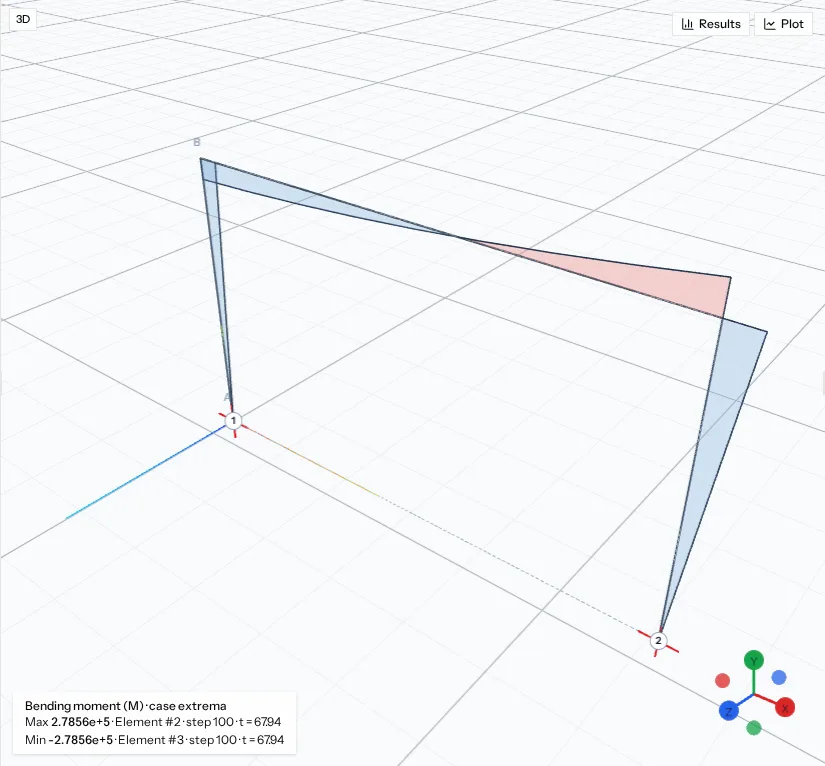 3D
Results
Plot
B
A
1
2
Bending moment (M) · case extrema
Max 2.7856e+5 · Element #2 · step 100 · t = 67.94
Min -2.7856e+5 · Element #3 · step 100 · t = 67.94
Y
Z
X